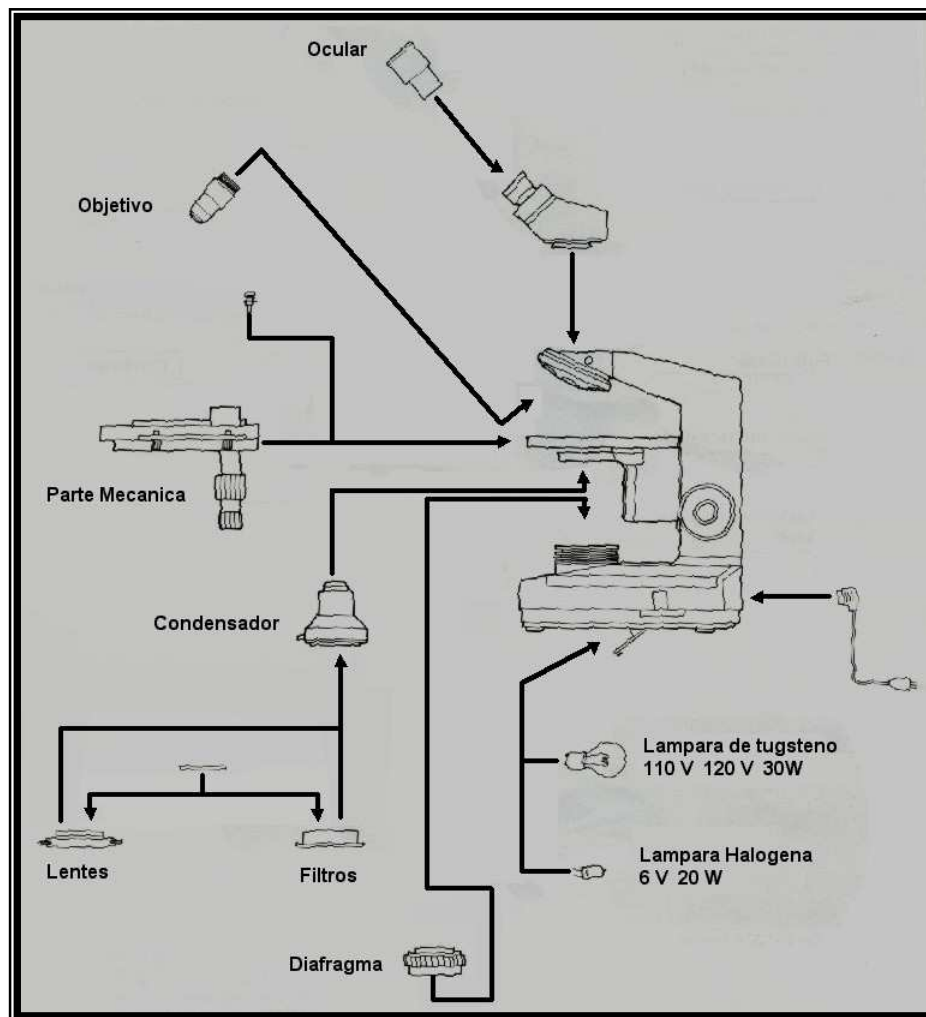 Ocular
Objetivo
Parte Mecanica
Condensador
Lampara de tugsteno
110 V 120 V 30W
Lentes
Filtros
Lampara Halogena
6 V 20 W
Diafragma